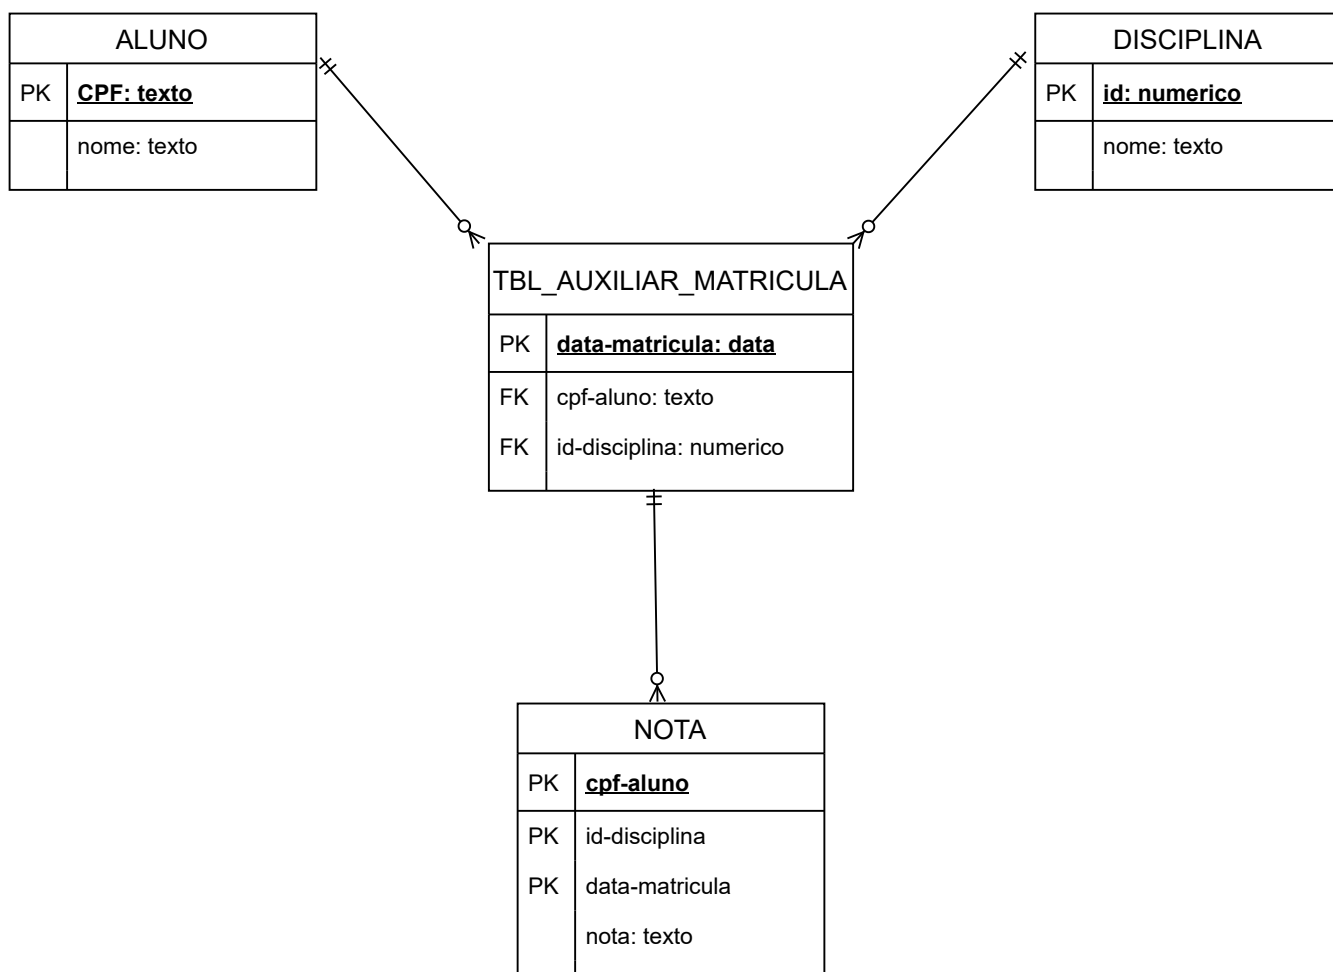 ALUNO
PK CPF: texto
nome: texto
DISCIPLINA
PK id: numerico
nome: texto
TBL_AUXILIAR_MATRICULA
PK data-matricula: data
FK cpf-aluno: texto
FK id-disciplina: numerico
NOTA
PK cpf-aluno
PK id-disciplina
PK data-matricula
nota: texto